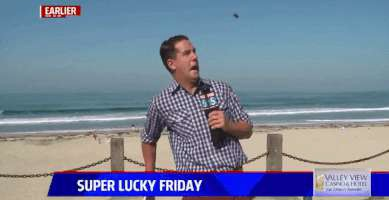 EARLIER
SUPER LUCKY FRIDAY
VALLEY VIEW
CASINO & HOTEL